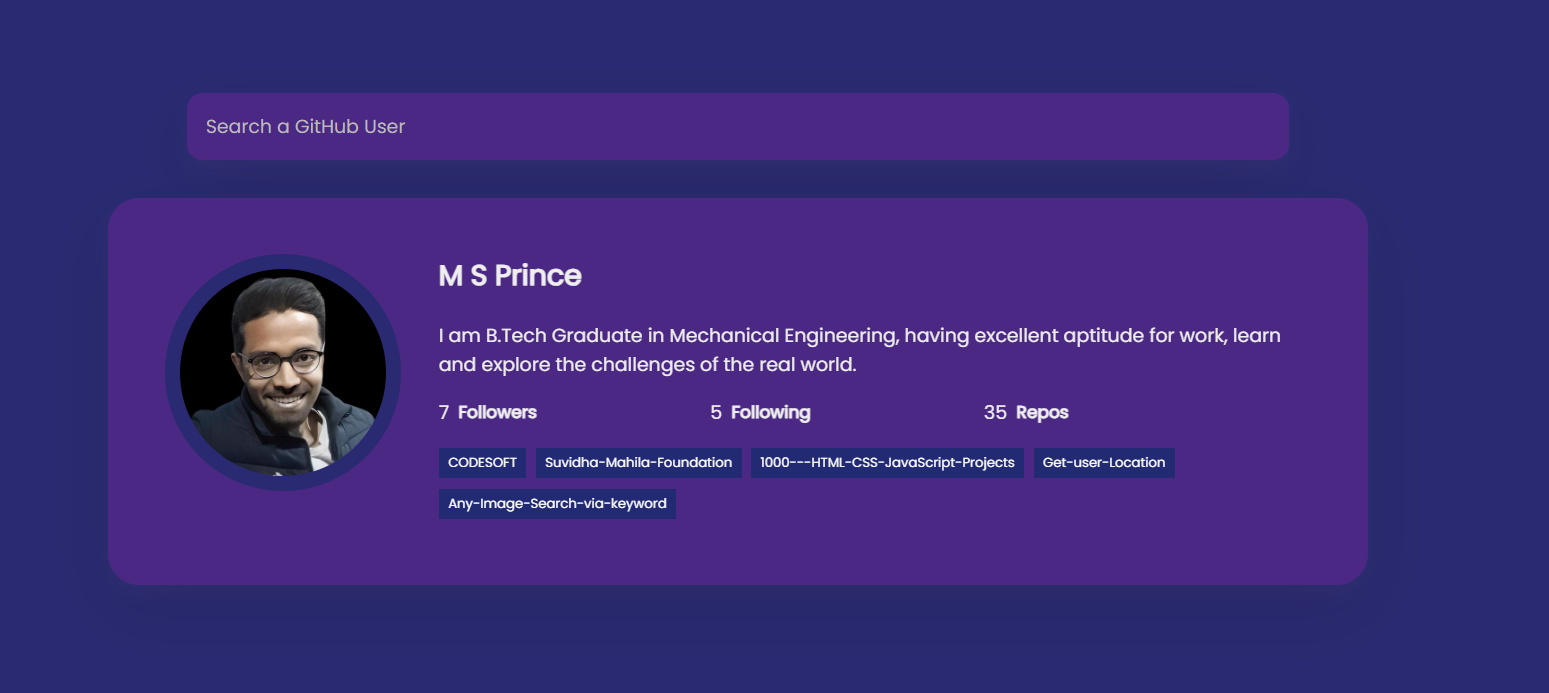 Search a GitHub User
M S Prince
I am B.Tech Graduate in Mechanical Engineering, having excellent aptitude for work, learn
and explore the challenges of the real world.
7 Followers 5 Following 35 Repos
CODESOFT Suvidha-Mahila-Foundation 1000---HTML-CSS-JavaScript-Projects Get-user-Location
Any-Image-Search-via-keyword